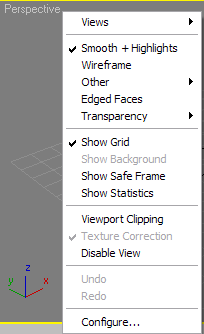 Perspective
Views
Smooth + Highlights
Wireframe
Other
Edged Faces
Transparency
Show Grid
Show Background
Show Safe Frame
Show Statistics
Viewport Clipping
Texture Correction
Disable View
Undo
Redo
Configure...
z
y
x